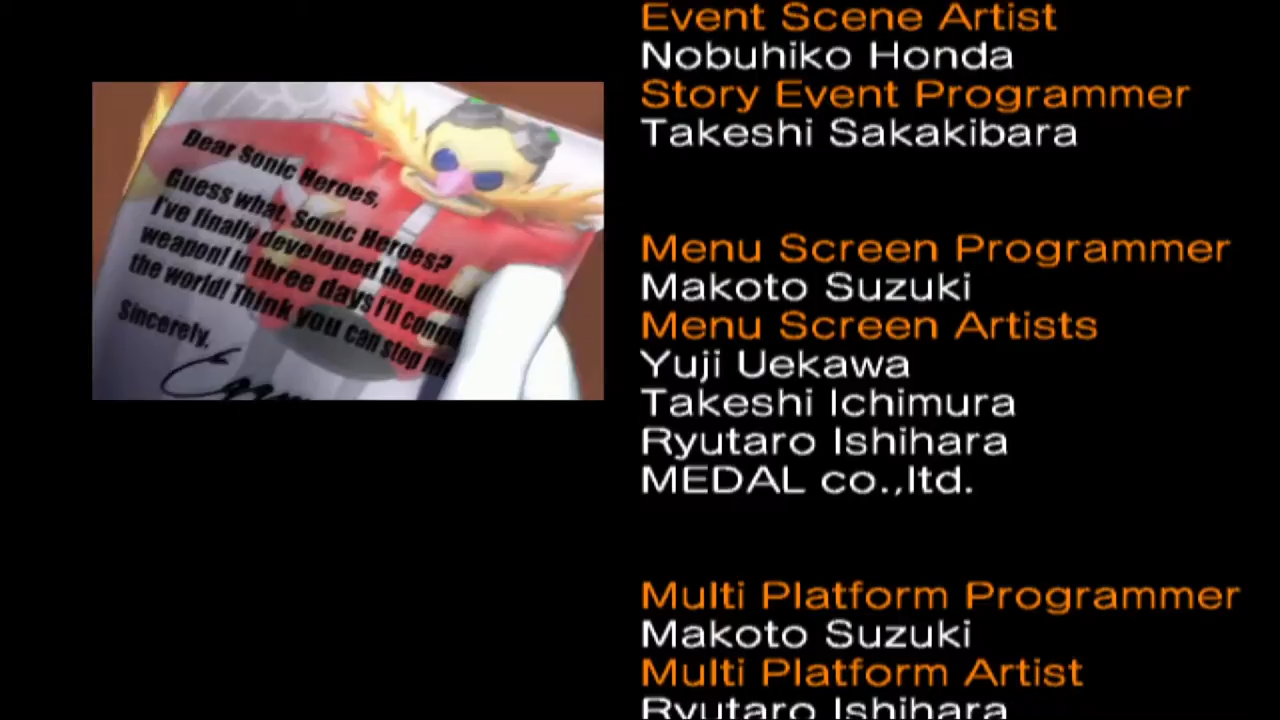 Dear Sonic Heroes,
Guess what, Sonic Heroes?
I've finally developed the
weapon! In three days I'll
the world! Think you can stop
Sincerely,
Event Scene Artist
Nobuhiko Honda
Story Event Programmer
Takeshi Sakakibara
Menu Screen Programmer
Makoto Suzuki
Menu Screen Artists
Yuji Uekawa
Takeshi Ichimura
Ryutaro Ishihara
MEDAL co.,ltd.
Multi Platform Programmer
Makoto Suzuki
Multi Platform Artist
Ryutaro Ishihara